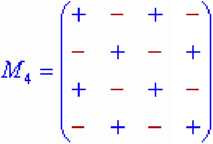 M₄ =
+ − + −
− + − +
+ − + −
− + − +